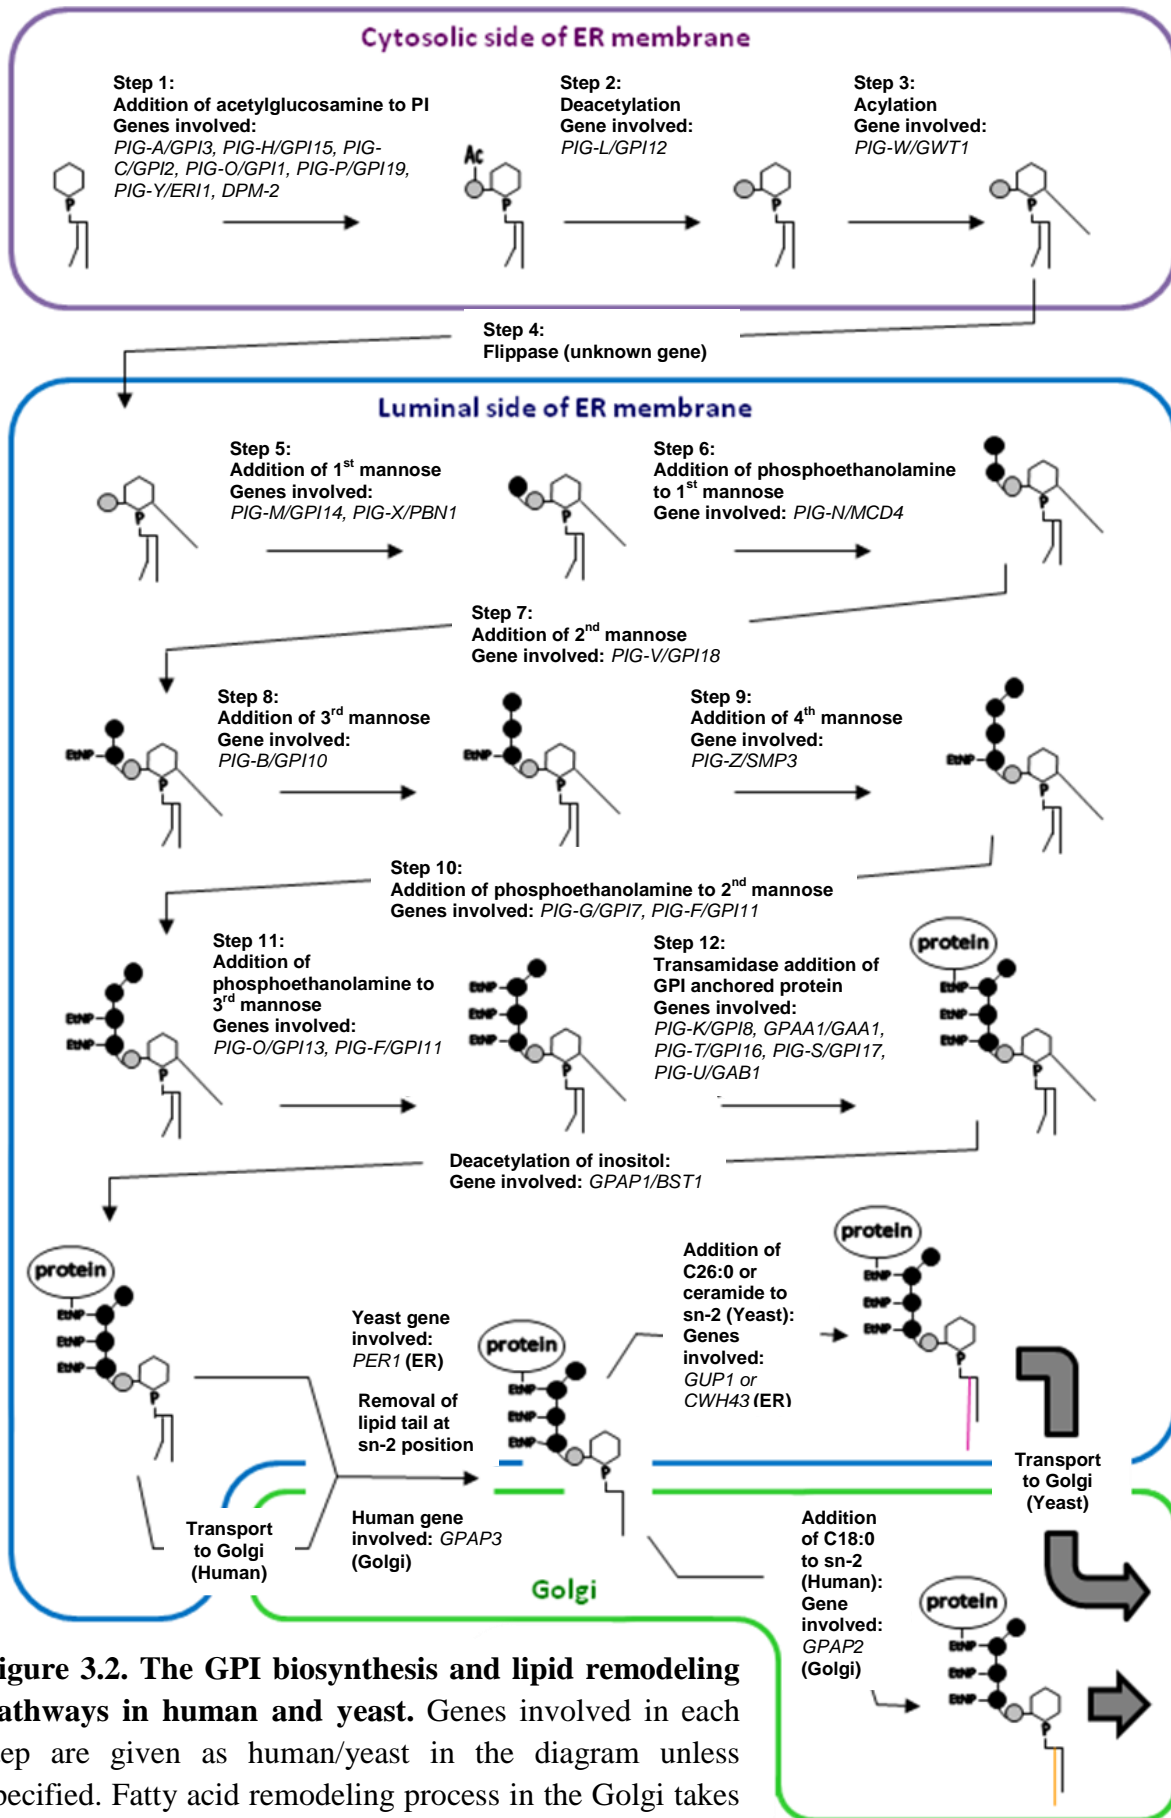 Cytosolic side of ER membrane
Step 1:
Addition of acetylglucosamine to PI
Genes involved:
PIG-A/GPI3, PIG-H/GPI15, PIG-
C/GPI2, PIG-O/GPI1, PIG-P/GPI19,
PIG-Y/ERI1, DPM-2
Step 2:
Deacetylation
Gene involved:
PIG-L/GPI12
Step 3:
Acylation
Gene involved:
PIG-W/GWT1
P
Ac
P
P
P
Step 4:
Flippase (unknown gene)
Luminal side of ER membrane
Step 5:
Addition of 1st mannose
Genes involved:
PIG-M/GPI14, PIG-X/PBN1
Step 6:
Addition of phosphoethanolamine
to 1st mannose
Gene involved: PIG-N/MCD4
P
P
P
Step 7:
Addition of 2nd mannose
Gene involved: PIG-V/GPI18
Step 8:
Addition of 3rd mannose
Gene involved:
PIG-B/GPI10
Step 9:
Addition of 4th mannose
Gene involved:
PIG-Z/SMP3
EtNP
P
EtNP
P
EtNP
P
Step 10:
Addition of phosphoethanolamine to 2nd mannose
Genes involved: PIG-G/GPI7, PIG-F/GPI11
Step 11:
Addition of
phosphoethanolamine to
3rd mannose
Genes involved:
PIG-O/GPI13, PIG-F/GPI11
Step 12:
Transamidase addition of
GPI anchored protein
Genes involved:
PIG-K/GPI8, GPAA1/GAA1,
PIG-T/GPI16, PIG-S/GPI17,
PIG-U/GAB1
EtNP
EtNP
P
EtNP
EtNP
EtNP
P
protein
EtNP
EtNP
EtNP
P
Deacetylation of inositol:
Gene involved: GPAP1/BST1
protein
EtNP
EtNP
EtNP
P
Yeast gene
involved:
PER1 (ER)
Removal of
lipid tail at
sn-2 position
Human gene
involved: GPAP3
(Golgi)
Transport
to Golgi
(Human)
protein
EtNP
EtNP
EtNP
P
Addition of
C26:0 or
ceramide to
sn-2 (Yeast):
Genes
involved:
GUP1 or
CWH43 (ER)
protein
EtNP
EtNP
EtNP
P
Transport
to Golgi
(Yeast)
Golgi
Addition
of C18:0
to sn-2
(Human):
Gene
involved:
GPAP2
(Golgi)
protein
EtNP
EtNP
EtNP
P
igure 3.2. The GPI biosynthesis and lipid remodeling
athways in human and yeast. Genes involved in each
ep are given as human/yeast in the diagram unless
pecified. Fatty acid remodeling process in the Golgi takes